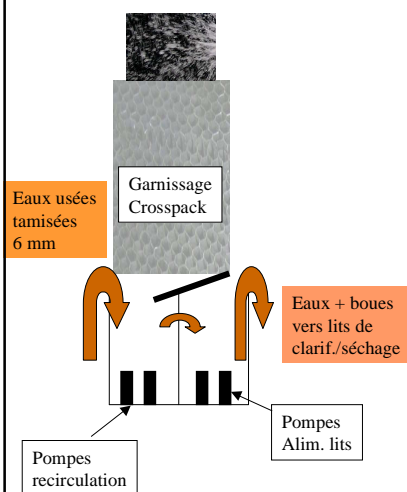 Garnissage
Crosspack
Eaux usées
tamisées
6 mm
Eaux + boues
vers lits de
clarif./séchage
Pompes
Alim. lits
Pompes
recirculation